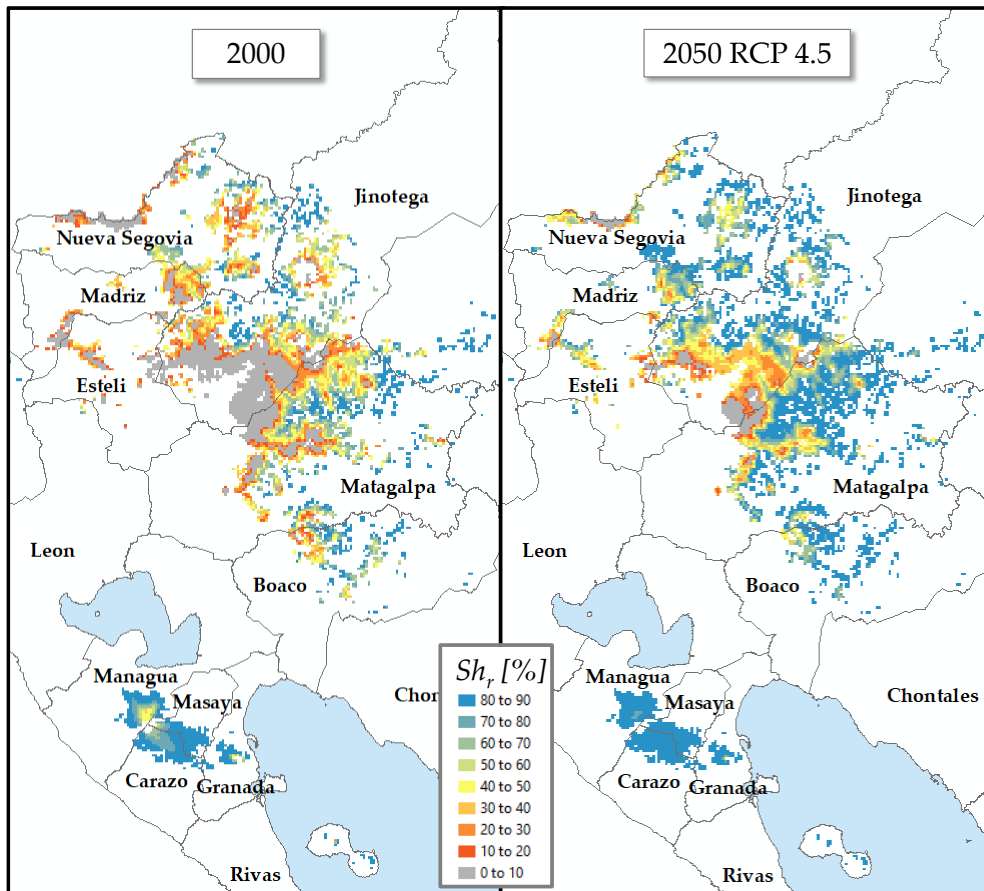 2000
2050 RCP 4.5
Jinotega
Nueva Segovia
Madriz
Esteli
Matagalpa
Leon
Boaco
Managua
Masaya
Chon
Carazo
Granada
Rivas
Jinotega
Nueva Segovia
Madriz
Esteli
Matagalpa
Leon
Boaco
Managua
Masaya
Chontales
Carazo
Granada
Rivas
Sh_r [%]
80 to 90
70 to 80
60 to 70
50 to 60
40 to 50
30 to 40
20 to 30
10 to 20
0 to 10